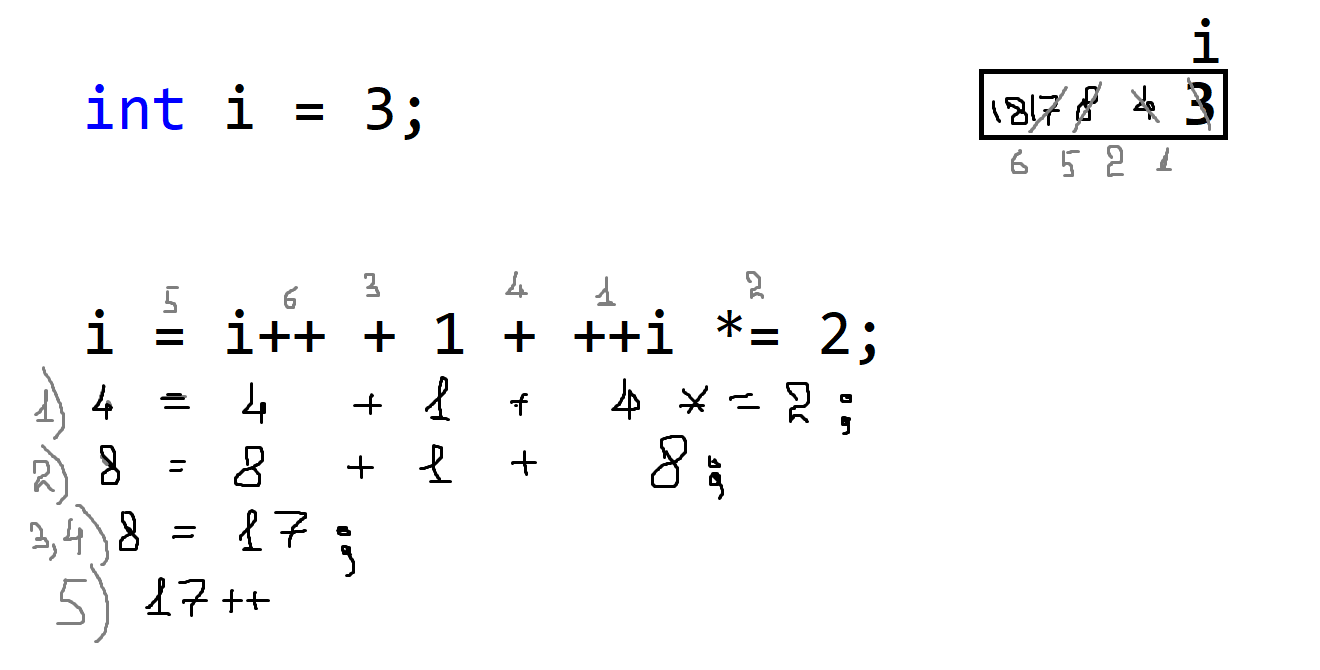 i
int i = 3;
18 17 8 4 3
6 5 2 1
5 6 3 4 1 2
i = i++ + 1 + ++i *= 2;
1) 4 = 4 + 1 + 4 *= 2;
2) 8 = 8 + 1 + 8;
3,4) 8 = 17;
5) 17++